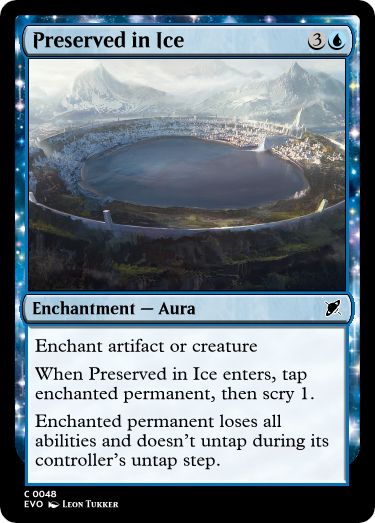 Preserved in Ice 3
Enchantment — Aura
Enchant artifact or creature
When Preserved in Ice enters, tap
enchanted permanent, then scry 1.
Enchanted permanent loses all
abilities and doesn't untap during its
controller's untap step.
C 0048
EVO LEON TUKKER